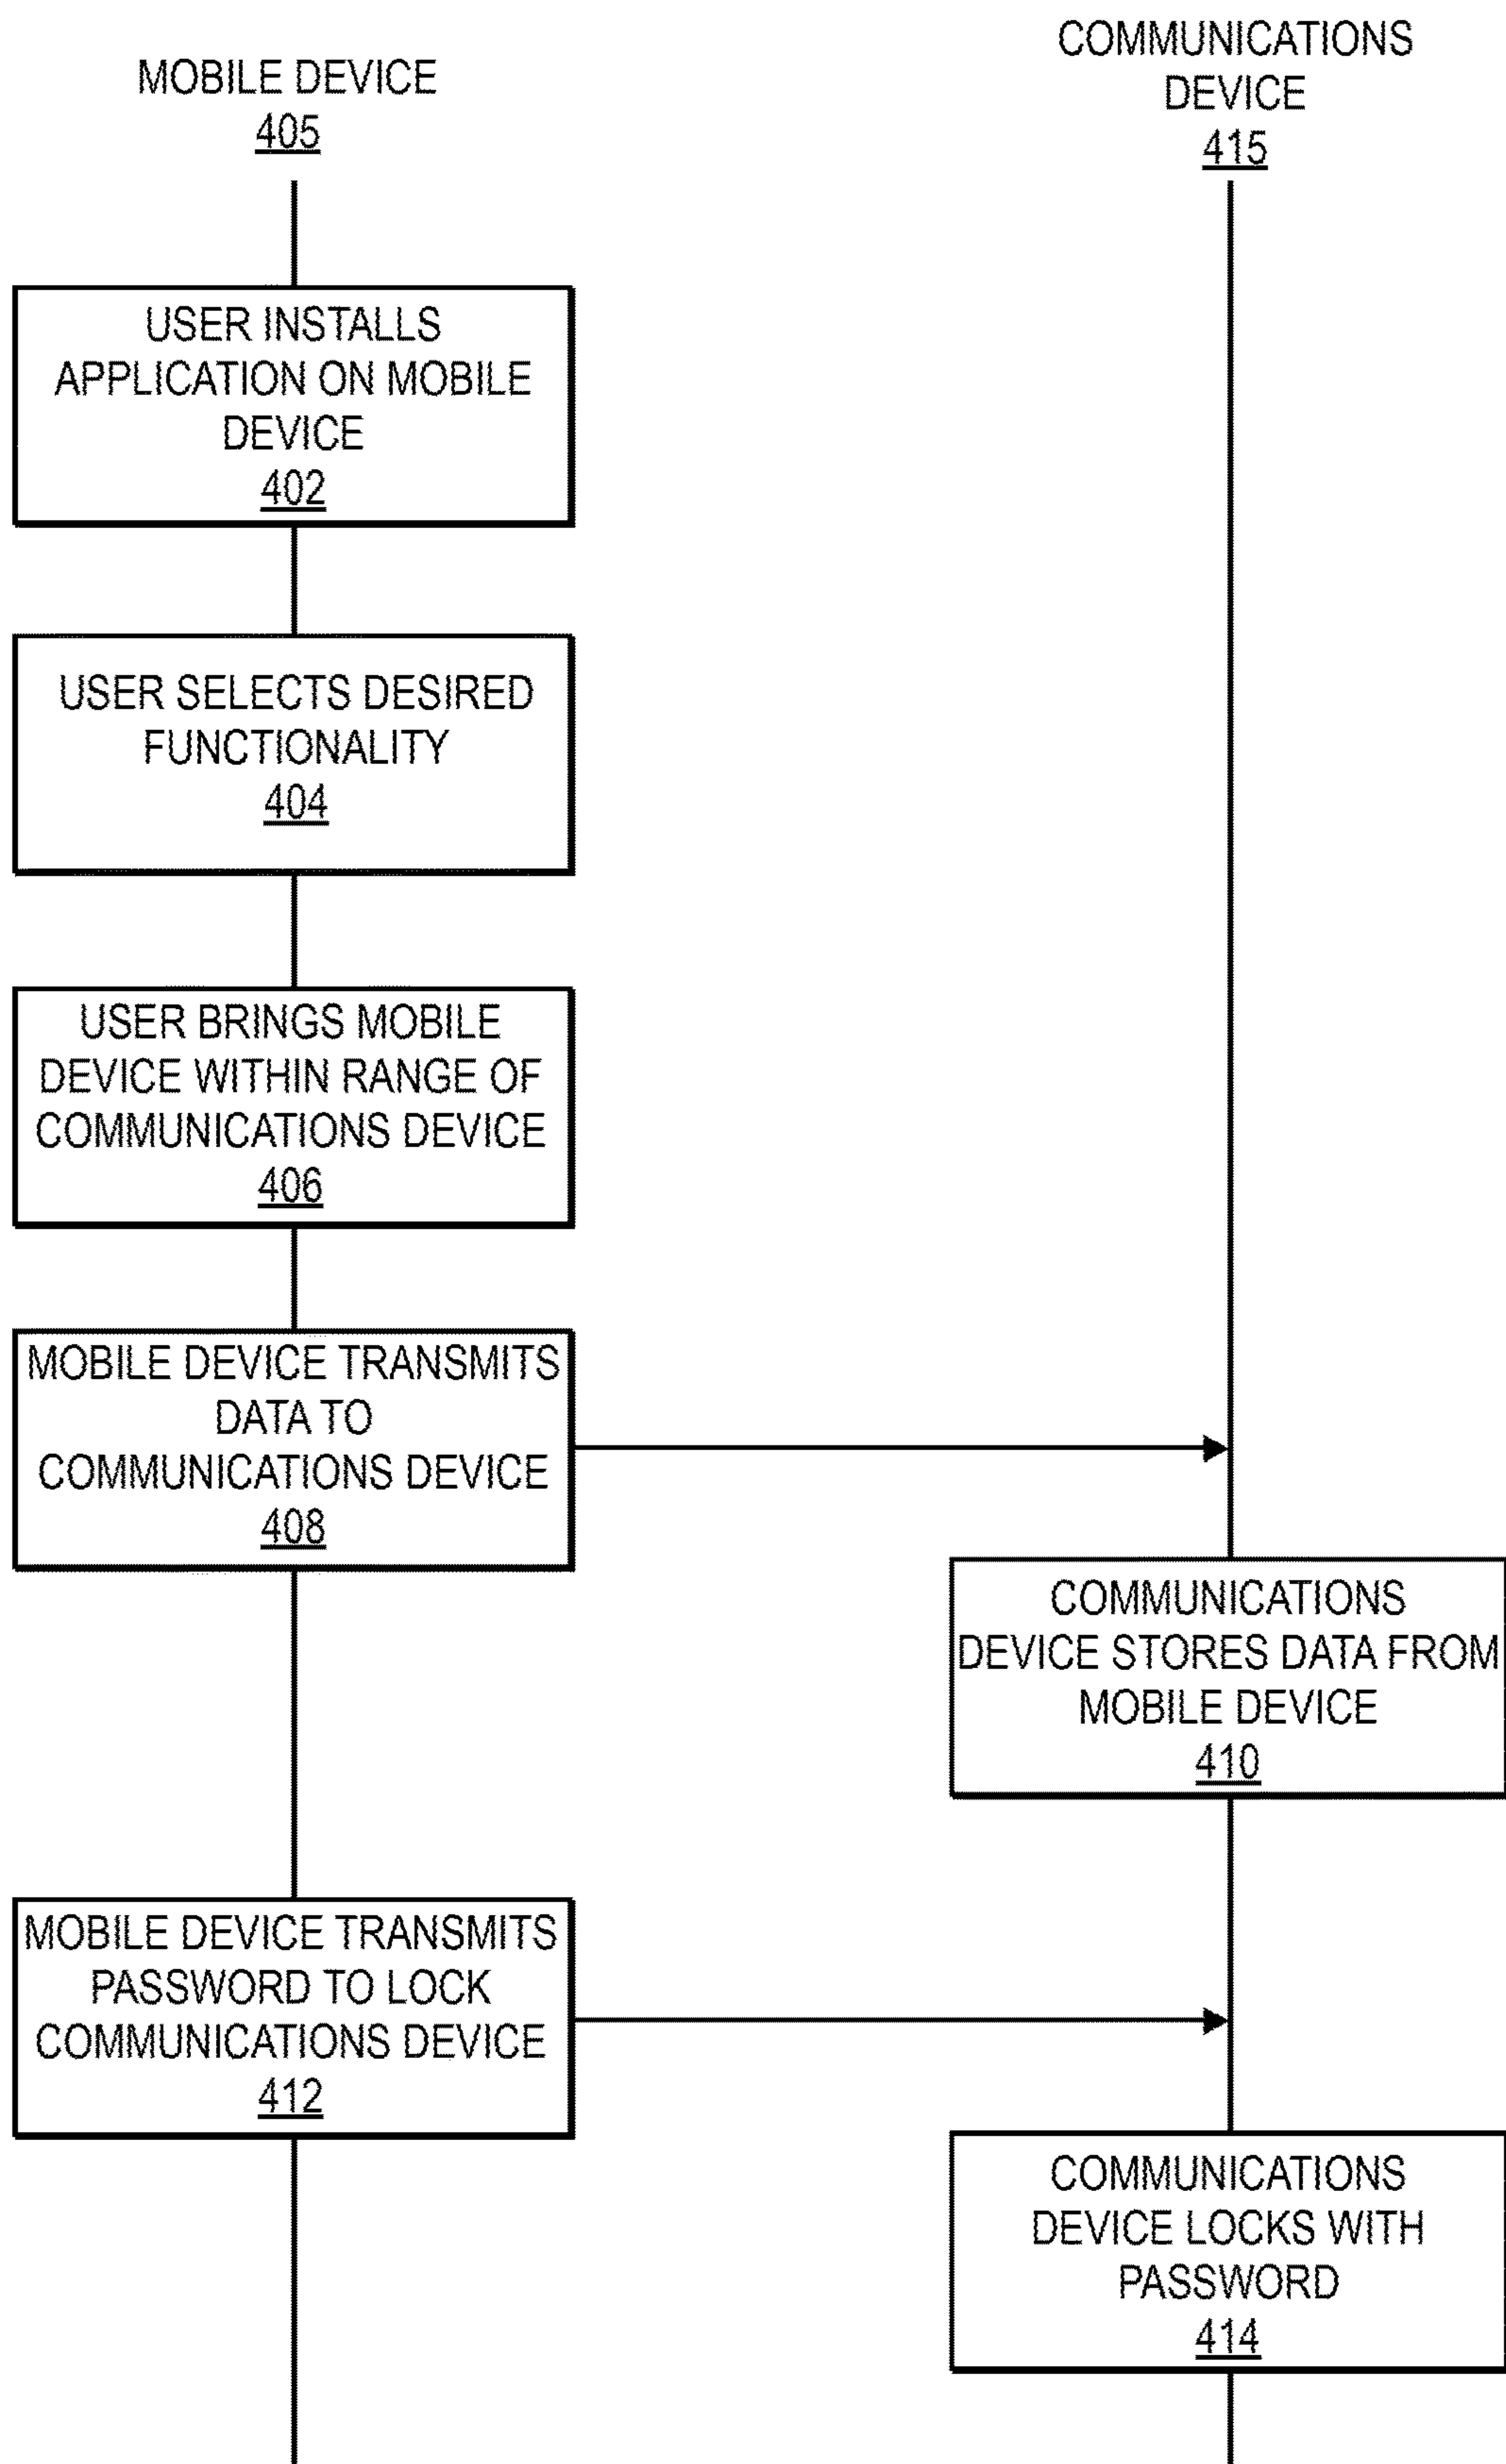 MOBILE DEVICE
405
COMMUNICATIONS
DEVICE
415
USER INSTALLS
APPLICATION ON MOBILE
DEVICE
402
USER SELECTS DESIRED
FUNCTIONALITY
404
USER BRINGS MOBILE
DEVICE WITHIN RANGE OF
COMMUNICATIONS DEVICE
406
MOBILE DEVICE TRANSMITS
DATA TO
COMMUNICATIONS DEVICE
408
COMMUNICATIONS
DEVICE STORES DATA FROM
MOBILE DEVICE
410
MOBILE DEVICE TRANSMITS
PASSWORD TO LOCK
COMMUNICATIONS DEVICE
412
COMMUNICATIONS
DEVICE LOCKS WITH
PASSWORD
414